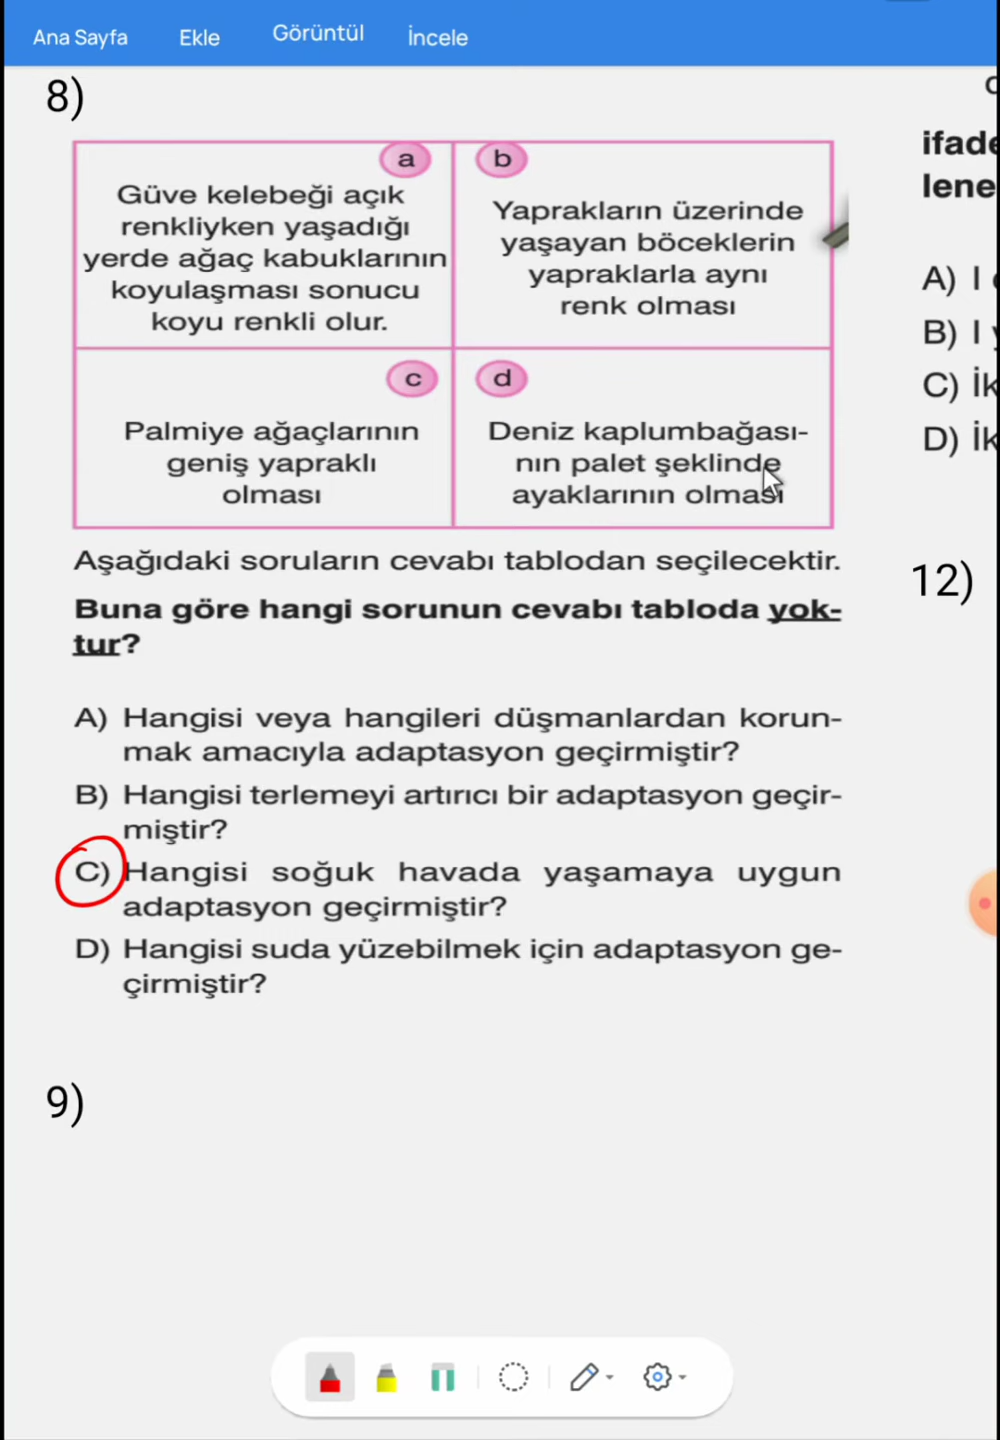 Ana Sayfa Ekle Görüntül İncele
8)
a
Güve kelebeği açık
renkliyken yaşadığı
yerde ağaç kabuklarının
koyulaşması sonucu
koyu renkli olur.
b
Yaprakların üzerinde
yaşayan böceklerin
yapraklarla aynı
renk olması
c
Palmiye ağaçlarının
geniş yapraklı
olması
d
Deniz kaplumbağası-
nın palet şeklinde
ayaklarının olması
Aşağıdaki soruların cevabı tablodan seçilecektir.
Buna göre hangi sorunun cevabı tabloda yok-
tur?
A) Hangisi veya hangileri düşmanlardan korun-
mak amacıyla adaptasyon geçirmiştir?
B) Hangisi terlemeyi artırıcı bir adaptasyon geçir-
miştir?
C) Hangisi soğuk havada yaşamaya uygun
adaptasyon geçirmiştir?
D) Hangisi suda yüzebilmek için adaptasyon ge-
çirmiştir?
9)
ifade
lene
A) I
B) I
C) İk
D) İk
12)